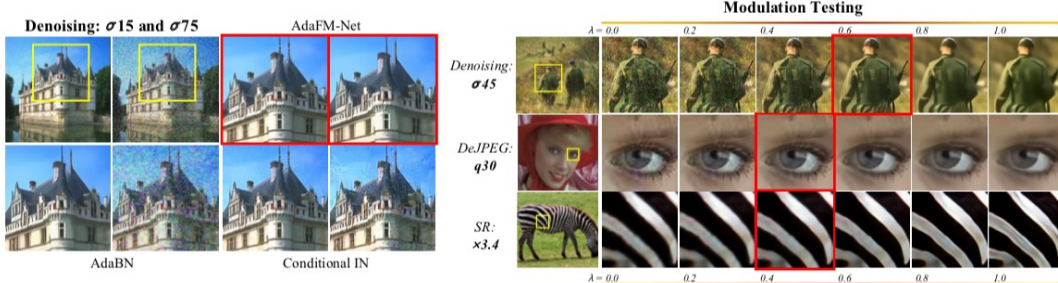 Denoising: σ15 and σ75
AdaFM-Net
AdaBN
Conditional IN
Modulation Testing
λ = 0.0 0.2 0.4 0.6 0.8 1.0
Denoising:
σ45
DeJPEG:
q30
SR:
×3.4
λ = 0.0 0.2 0.4 0.6 0.8 1.0